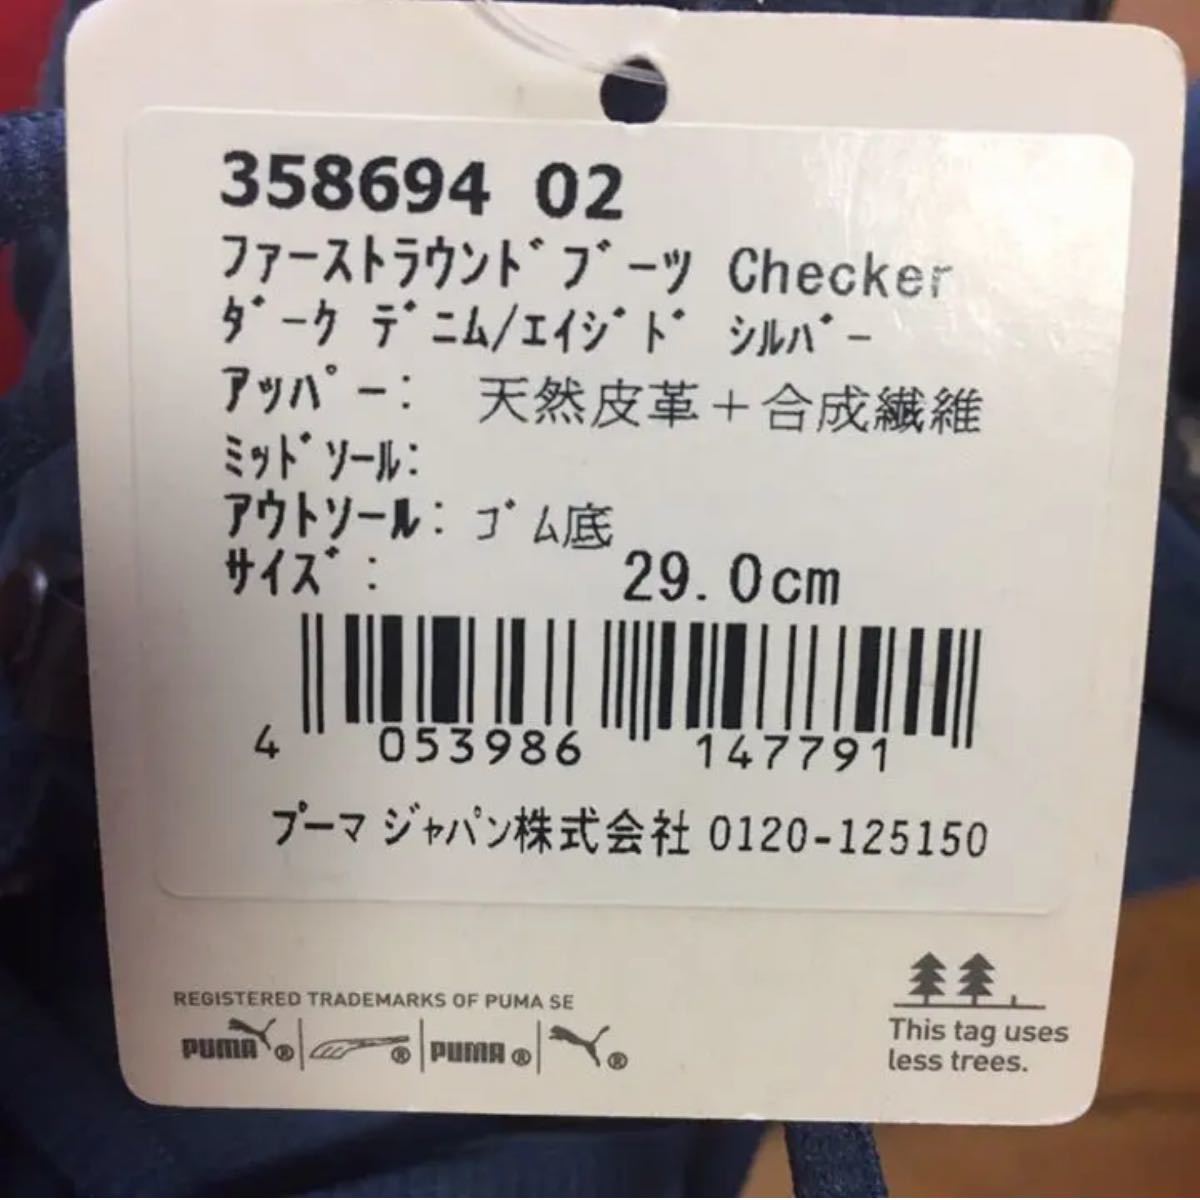 358694 02
ﾌｧｰｽﾄﾗｳﾝﾄﾞﾌﾞｰﾂ Checker
ﾀﾞｰｸ ﾃﾞﾆﾑ/ｴｲｼﾞﾄﾞ ｼﾙﾊﾞｰ
ｱｯﾊﾟｰ: 天然皮革＋合成繊維
ﾐｯﾄﾞｿｰﾙ:
ｱｳﾄｿｰﾙ: ｺﾞﾑ底
ｻｲｽﾞ: 29.0cm
4 053986 147791
プーマ ジャパン株式会社 0120-125150
REGISTERED TRADEMARKS OF PUMA SE
PUMA® | ® | PUMA® | ®
This tag uses
less trees.